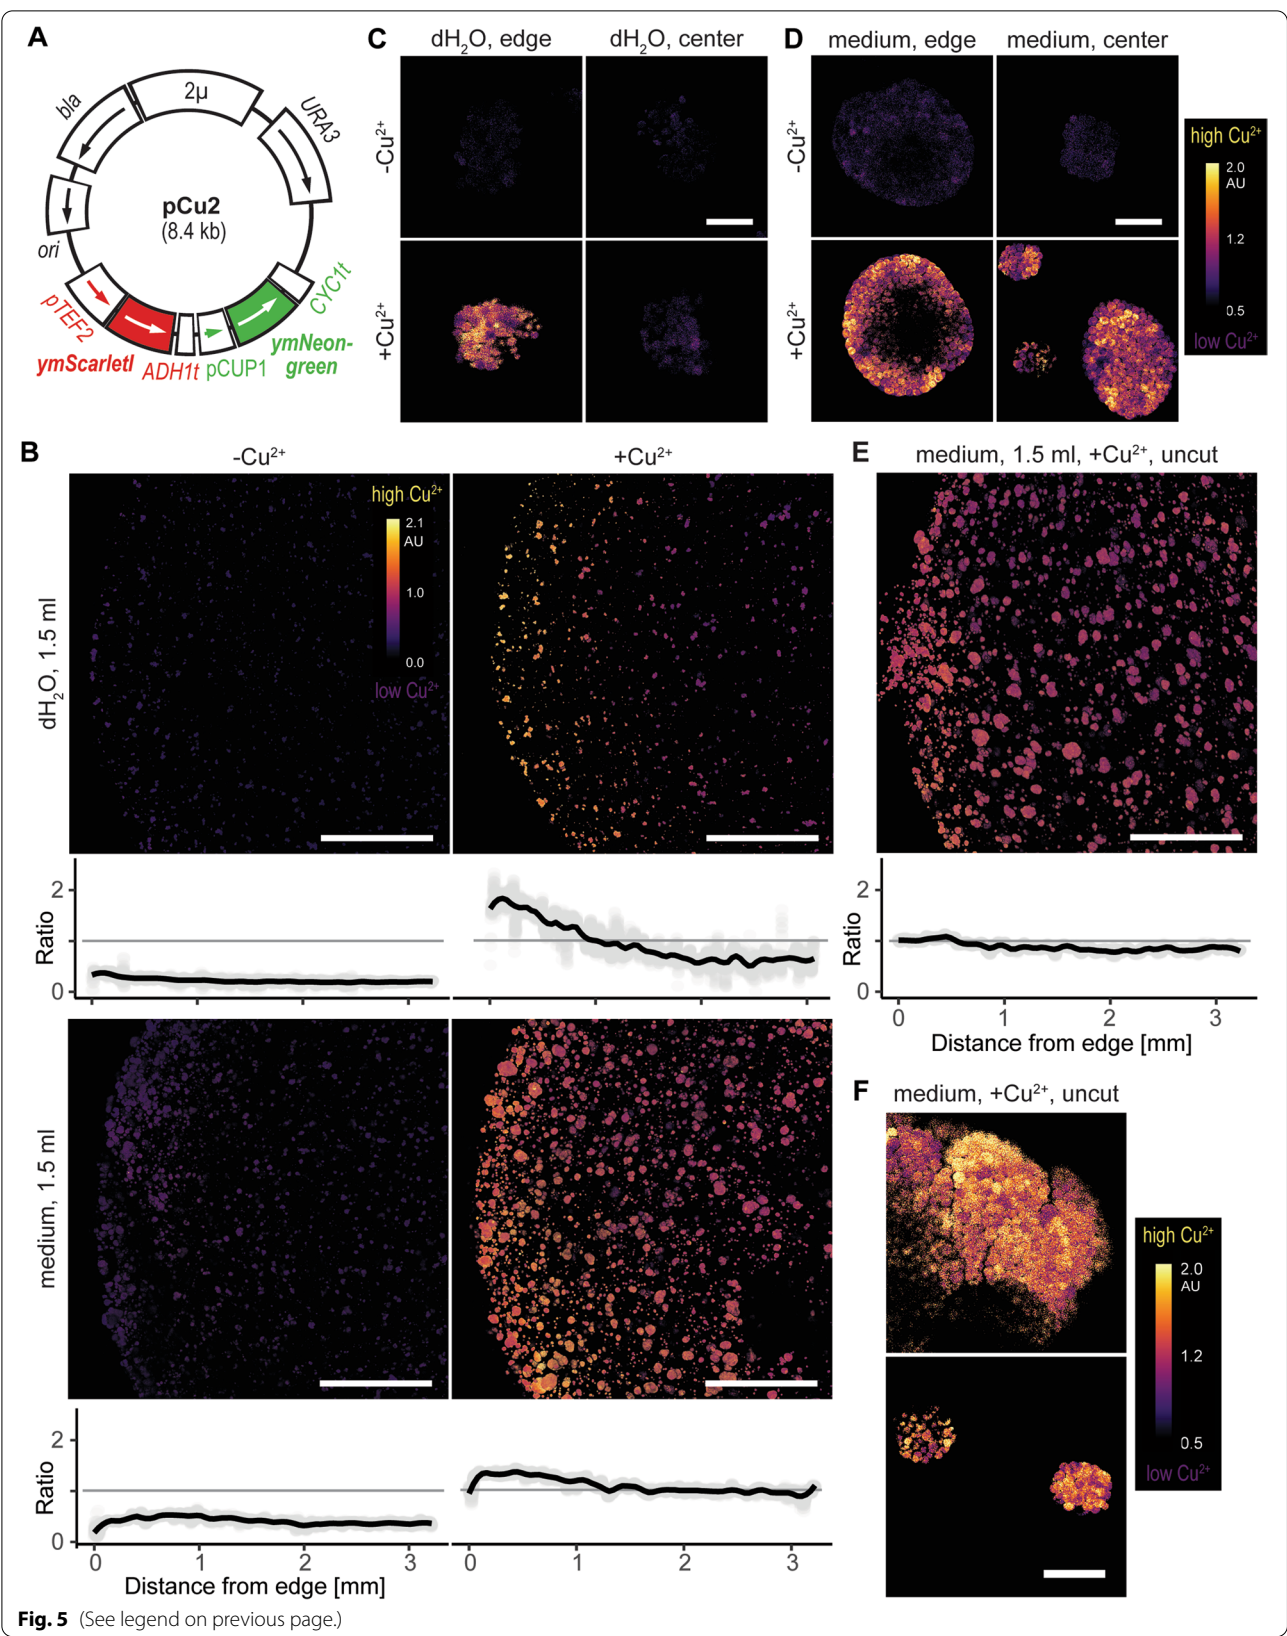 A
bla
2μ
URA3
ori
pCu2
(8.4 kb)
pTEF2
ymScarletI
ADH1t
pCUP1
ymNeon-
green
CYC1t
C
dH₂O, edge
dH₂O, center
-Cu²⁺
+Cu²⁺
D
medium, edge
medium, center
-Cu²⁺
+Cu²⁺
high Cu²⁺
2.0
AU
1.2
0.5
low Cu²⁺
B
-Cu²⁺
+Cu²⁺
dH₂O, 1.5 ml
high Cu²⁺
2.1
AU
1.0
0.0
low Cu²⁺
Ratio
2
0
medium, 1.5 ml
Ratio
2
0
0 1 2 3
0 1 2 3
Distance from edge [mm]
E
medium, 1.5 ml, +Cu²⁺, uncut
Ratio
2
0
0 1 2 3
Distance from edge [mm]
F
medium, +Cu²⁺, uncut
high Cu²⁺
2.0
AU
1.2
0.5
low Cu²⁺
Fig. 5 (See legend on previous page.)